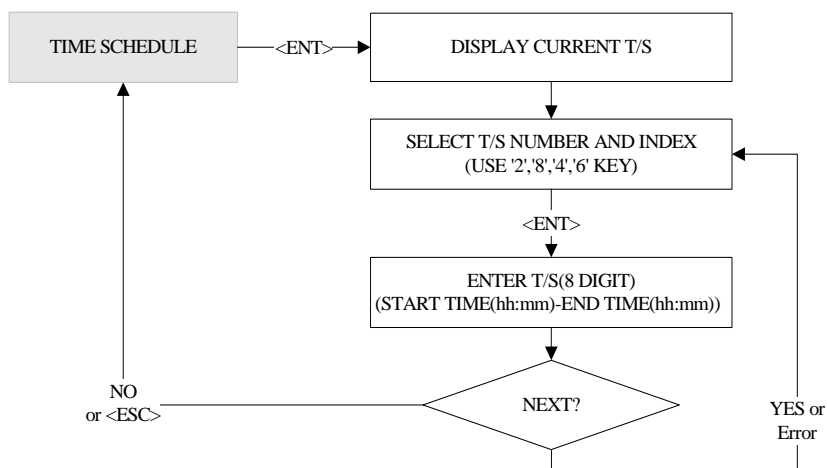 TIME SCHEDULE
<ENT>
DISPLAY CURRENT T/S
SELECT T/S NUMBER AND INDEX
(USE '2','8','4','6' KEY)
<ENT>
ENTER T/S(8 DIGIT)
(START TIME(hh:mm)-END TIME(hh:mm))
NEXT?
NO
or <ESC>
YES or
Error